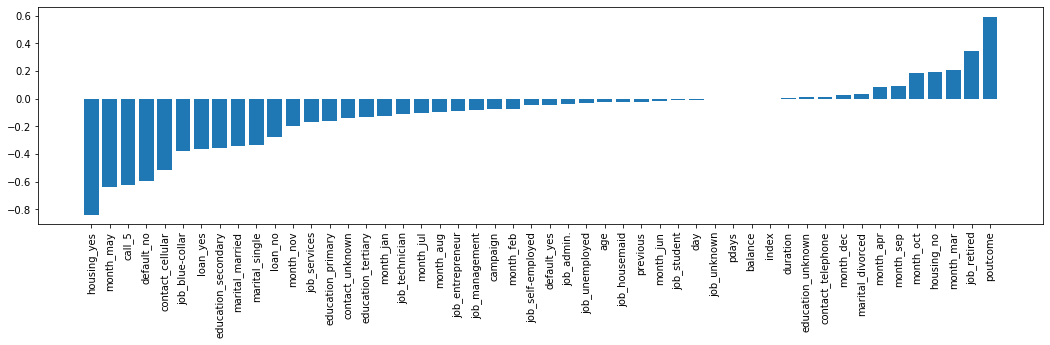 0.6
0.4
0.2
0.0
−0.2
−0.4
−0.6
−0.8
housing_yes
month_may
call_5
default_no
contact_cellular
job_blue-collar
loan_yes
education_secondary
marital_married
marital_single
loan_no
month_nov
job_services
education_primary
contact_unknown
education_tertiary
month_jan
job_technician
month_jul
month_aug
job_entrepreneur
job_management
campaign
month_feb
job_self-employed
default_yes
job_admin.
job_unemployed
age
job_housemaid
previous
month_jun
job_student
day
job_unknown
pdays
balance
index
duration
education_unknown
contact_telephone
month_dec
marital_divorced
month_apr
month_sep
month_oct
housing_no
month_mar
job_retired
poutcome